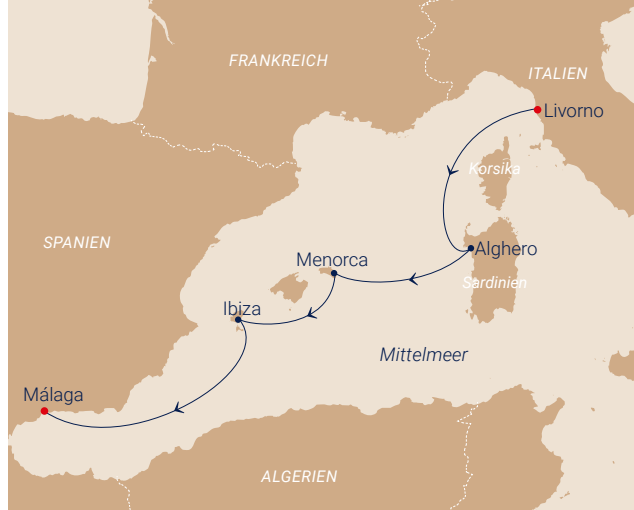 FRANKREICH
ITALIEN
Livorno
Korsika
SPANIEN
Alghero
Menorca
Sardinien
Ibiza
Mittelmeer
Málaga
ALGERIEN